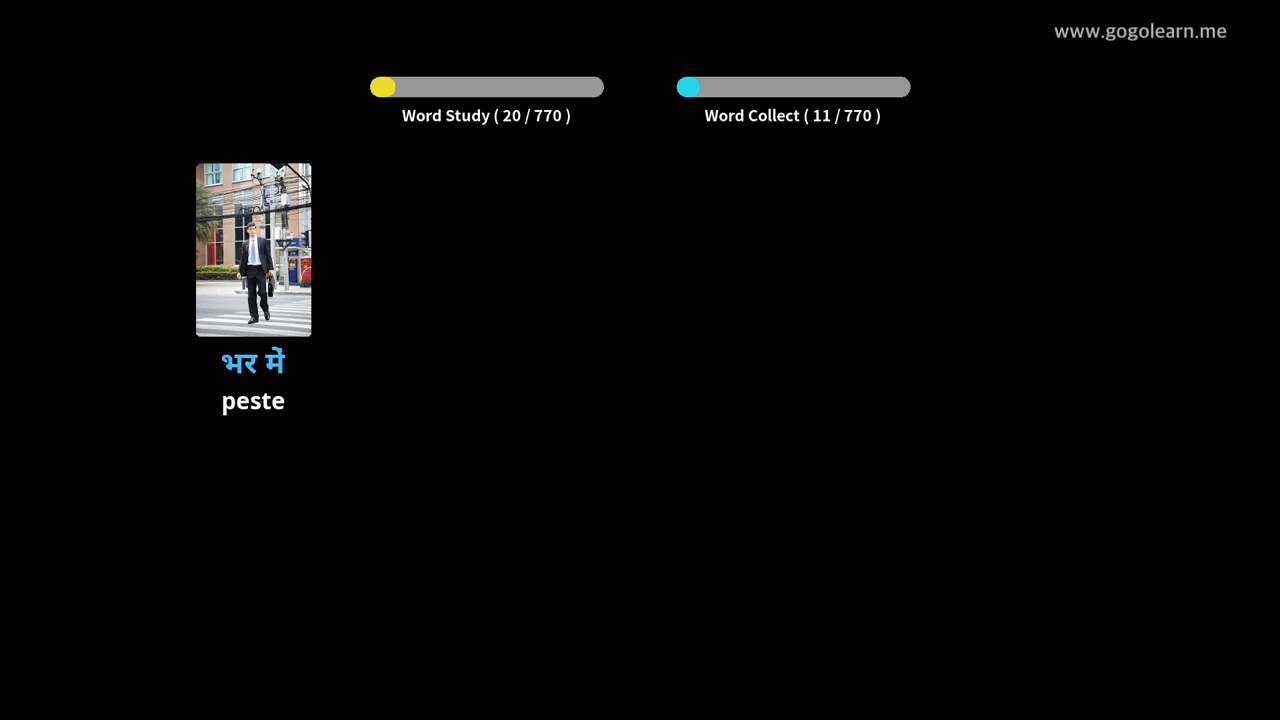 www.gogolearn.me
Word Study ( 20 / 770 )
Word Collect ( 11 / 770 )
भर में
peste